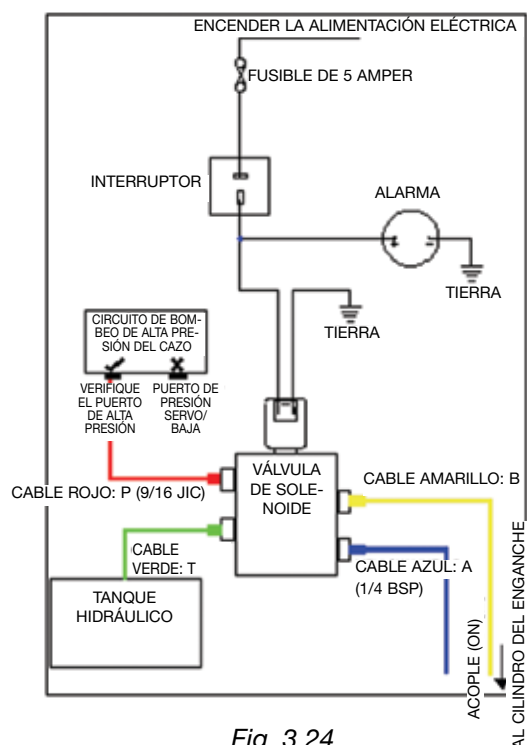 ENCENDER LA ALIMENTACIÓN ELÉCTRICA
FUSIBLE DE 5 AMPER
INTERRUPTOR
ALARMA
TIERRA
TIERRA
CIRCUITO DE BOM-
BEO DE ALTA PRE-
SIÓN DEL CAZO
VERIFIQUE
EL PUERTO
DE ALTA
PRESIÓN
PUERTO DE
PRESIÓN
SERVO/
BAJA
VÁLVULA
DE SOLE-
NOIDE
CABLE ROJO: P (9/16 JIC)
CABLE AMARILLO: B
CABLE
VERDE: T
CABLE AZUL: A
(1/4 BSP)
TANQUE
HIDRÁULICO
ACOPLE (ON)
AL CILINDRO DEL ENGANCHE
Fig. 3.24